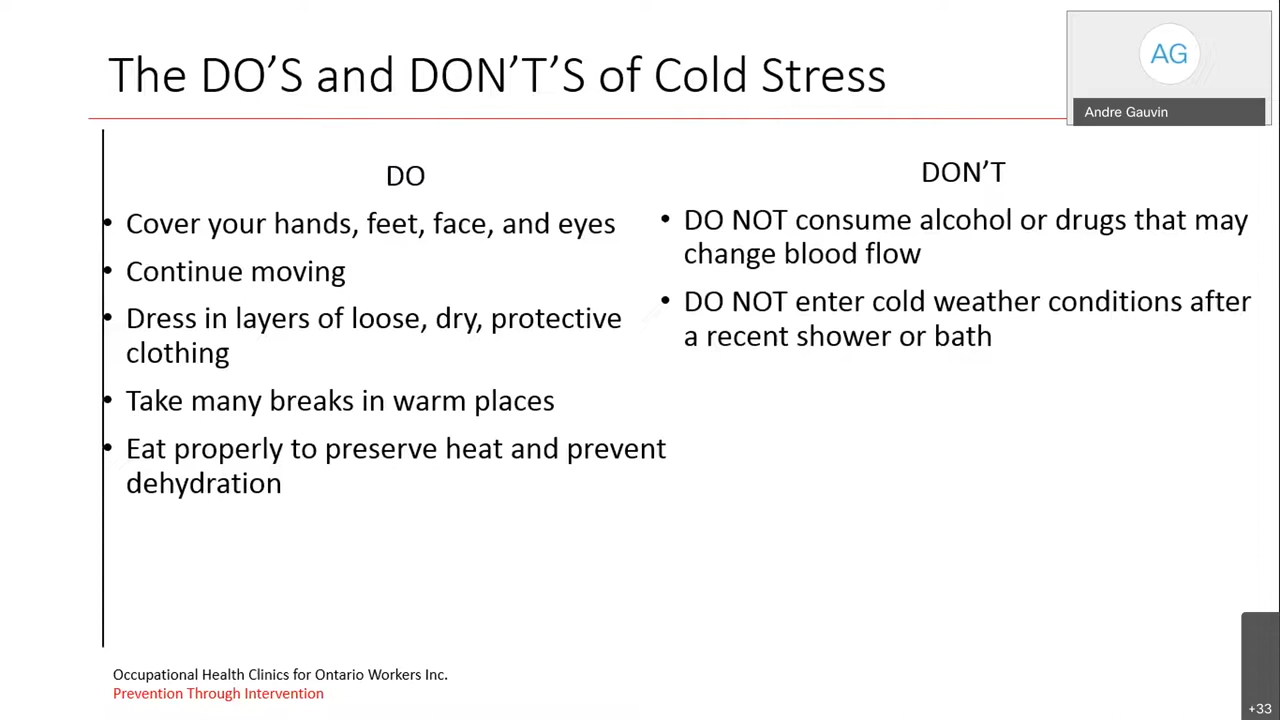 The DO’S and DON’T’S of Cold Stress
AG
Andre Gauvin
DO
• Cover your hands, feet, face, and eyes
• Continue moving
• Dress in layers of loose, dry, protective
clothing
• Take many breaks in warm places
• Eat properly to preserve heat and prevent
dehydration
DON’T
• DO NOT consume alcohol or drugs that may
change blood flow
• DO NOT enter cold weather conditions after
a recent shower or bath
Occupational Health Clinics for Ontario Workers Inc.
Prevention Through Intervention
+33